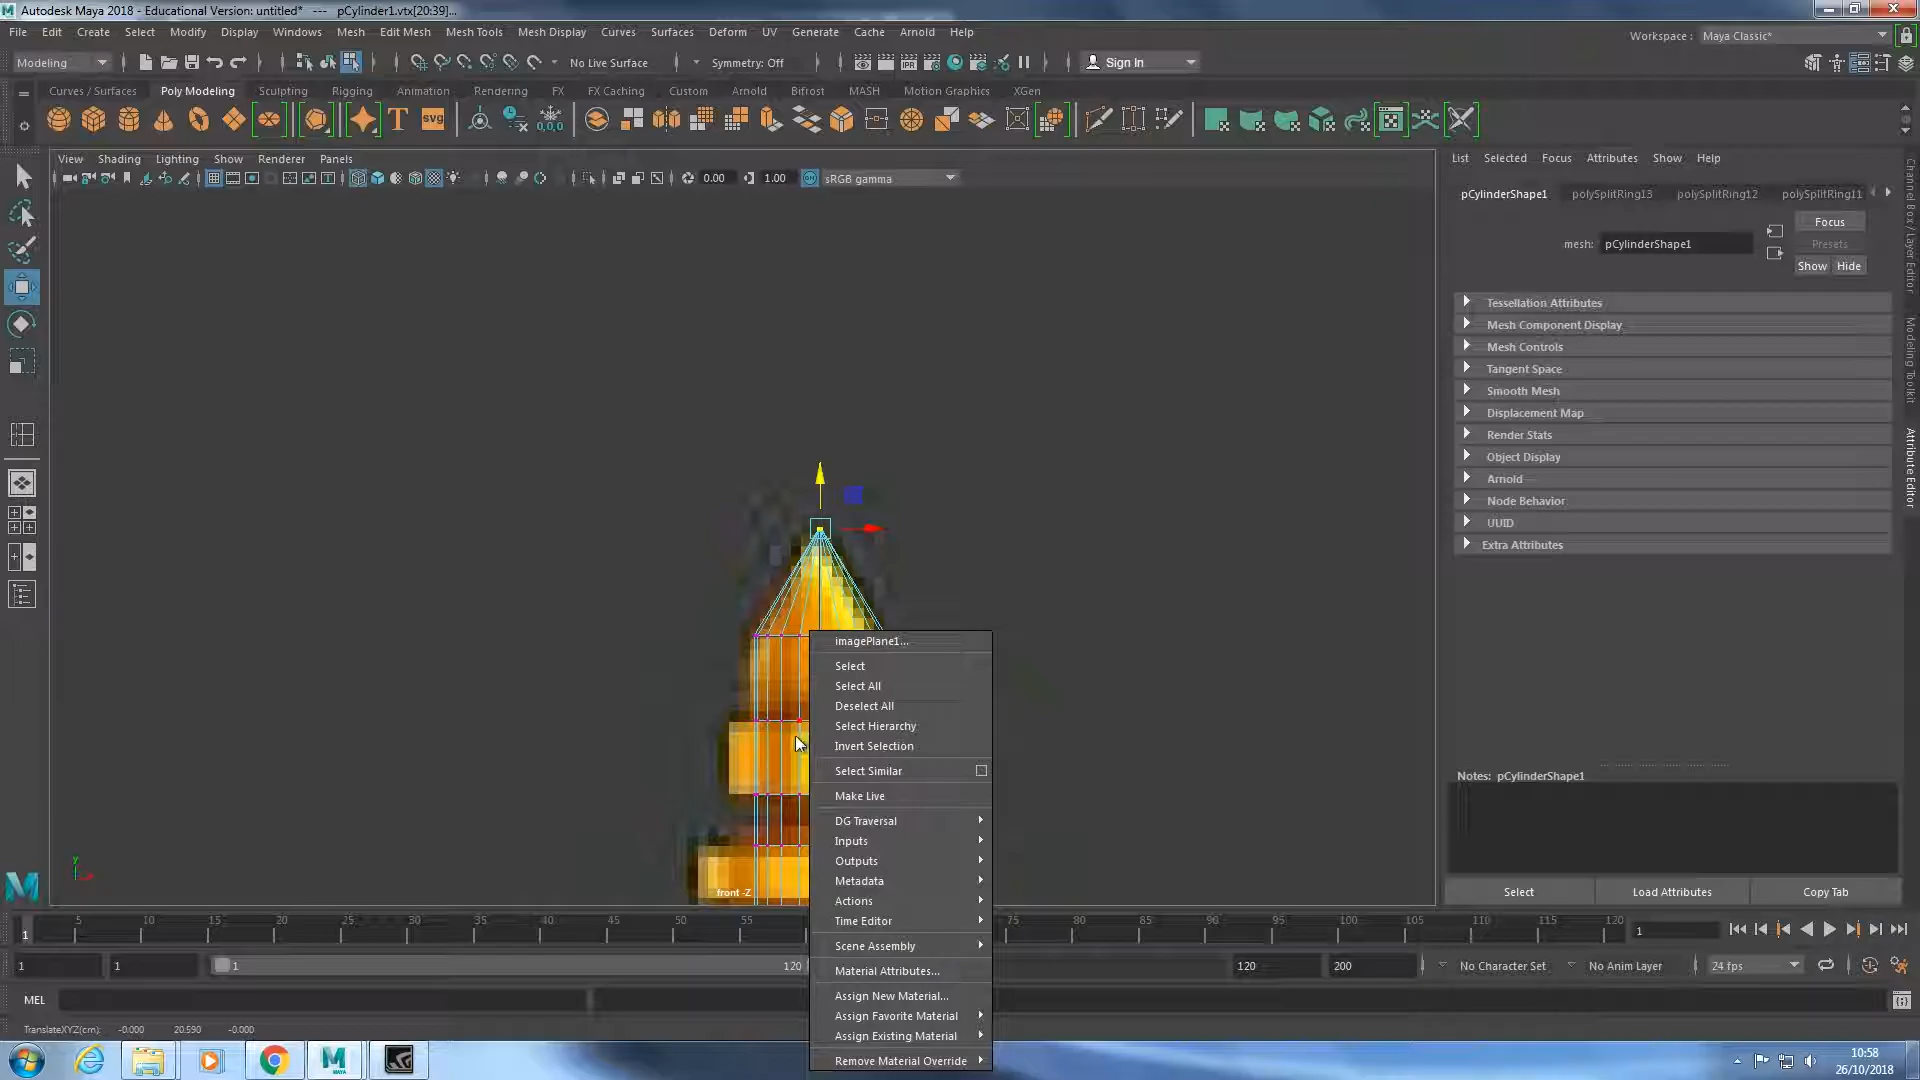 Autodesk Maya 2018 - Educational Version: untitled*   ---   pCylinder1.vtx[20:39]...
File Edit Create Select Modify Display Windows Mesh Edit Mesh Mesh Tools Mesh Display Curves Surfaces Deform UV Generate Cache Arnold Help
Workspace : Maya Classic*
Modeling No Live Surface Symmetry: Off Sign In
Curves / Surfaces Poly Modeling Sculpting Rigging Animation Rendering FX FX Caching Custom Arnold Bifrost MASH Motion Graphics XGen
View Shading Lighting Show Renderer Panels
0.00 1.00 sRGB gamma
List Selected Focus Attributes Show Help
pCylinderShape1 polySplitRing13 polySplitRing12 polySplitRing11
Focus
mesh: pCylinderShape1
Presets
Show Hide
Tessellation Attributes
Mesh Component Display
Mesh Controls
Tangent Space
Smooth Mesh
Displacement Map
Render Stats
Object Display
Arnold
Node Behavior
UUID
Extra Attributes
Notes: pCylinderShape1
Select Load Attributes Copy Tab
Channel Box / Layer Editor
Modeling Toolkit
Attribute Editor
imagePlane1...
Select
Select All
Deselect All
Select Hierarchy
Invert Selection
Select Similar
Make Live
DG Traversal
Inputs
Outputs
Metadata
Actions
Time Editor
Scene Assembly
Material Attributes...
Assign New Material...
Assign Favorite Material
Assign Existing Material
Remove Material Override
front -Z
y
5 10 15 20 25 30 35 40 45 50 55 75 80 85 90 95 100 105 110 115 120
1
1
1 1 1 120 120 200 No Character Set No Anim Layer 24 fps
MEL
TranslateXYZ(cm): -0.000 20.590 -0.000
10:58
26/10/2018